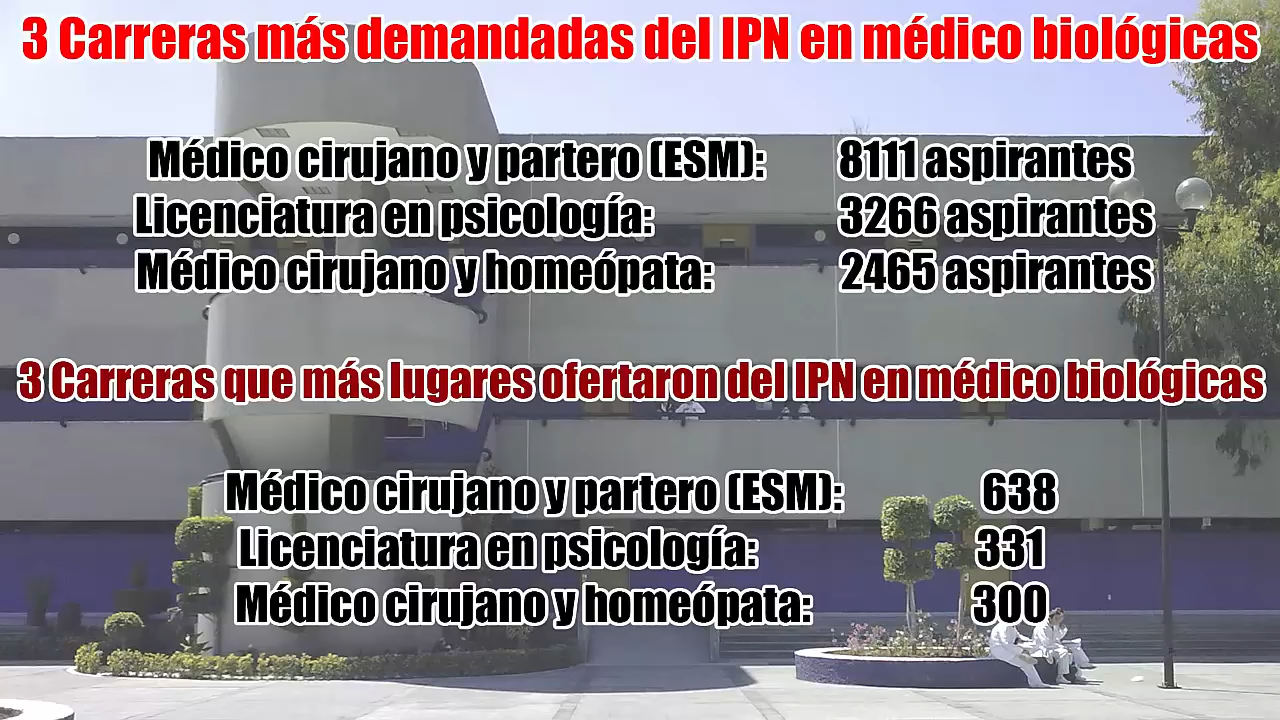 3 Carreras más demandadas del IPN en médico biológicas
Médico cirujano y partero (ESM): 8111 aspirantes
Licenciatura en psicología: 3266 aspirantes
Médico cirujano y homeópata: 2465 aspirantes
3 Carreras que más lugares ofertaron del IPN en médico biológicas
Médico cirujano y partero (ESM): 638
Licenciatura en psicología: 331
Médico cirujano y homeópata: 300